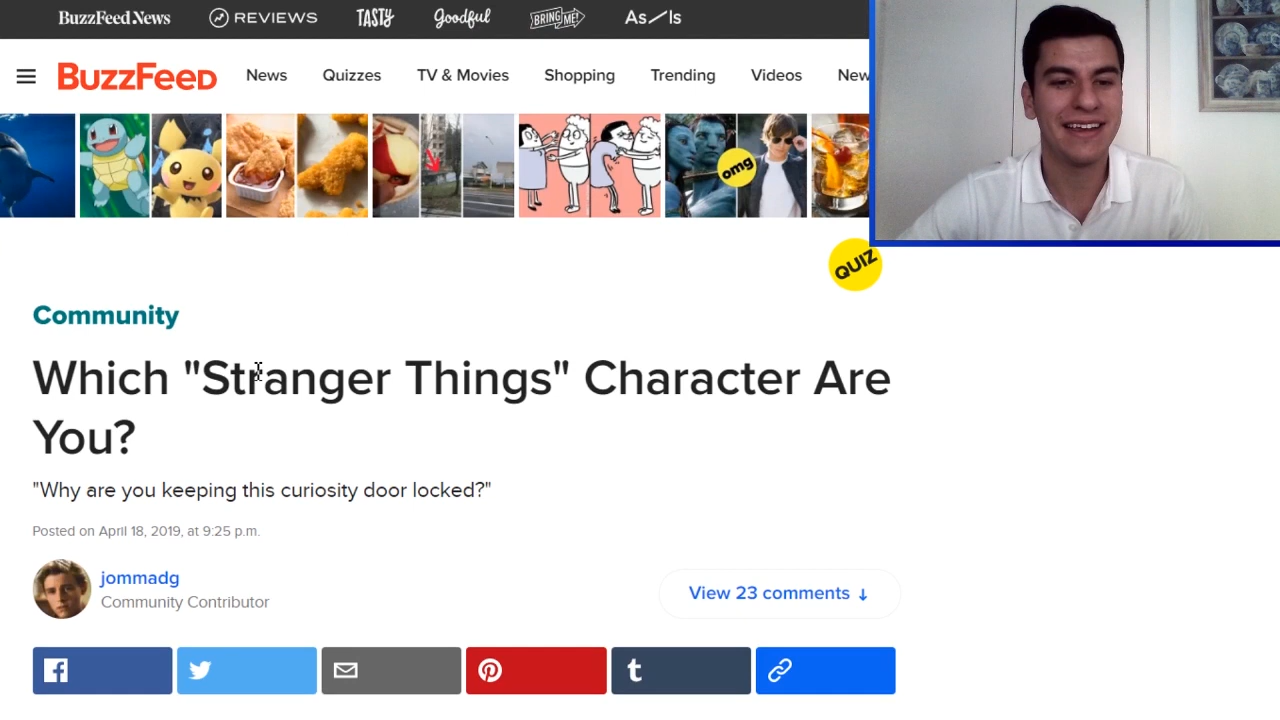 BuzzFeed News REVIEWS TASTY Goodful BRING ME! As/Is
BuzzFeed News Quizzes TV & Movies Shopping Trending Videos New
omg
QUIZ
Community
Which "Stranger Things" Character Are
You?
"Why are you keeping this curiosity door locked?"
Posted on April 18, 2019, at 9:25 p.m.
jommadg
Community Contributor
View 23 comments ↓